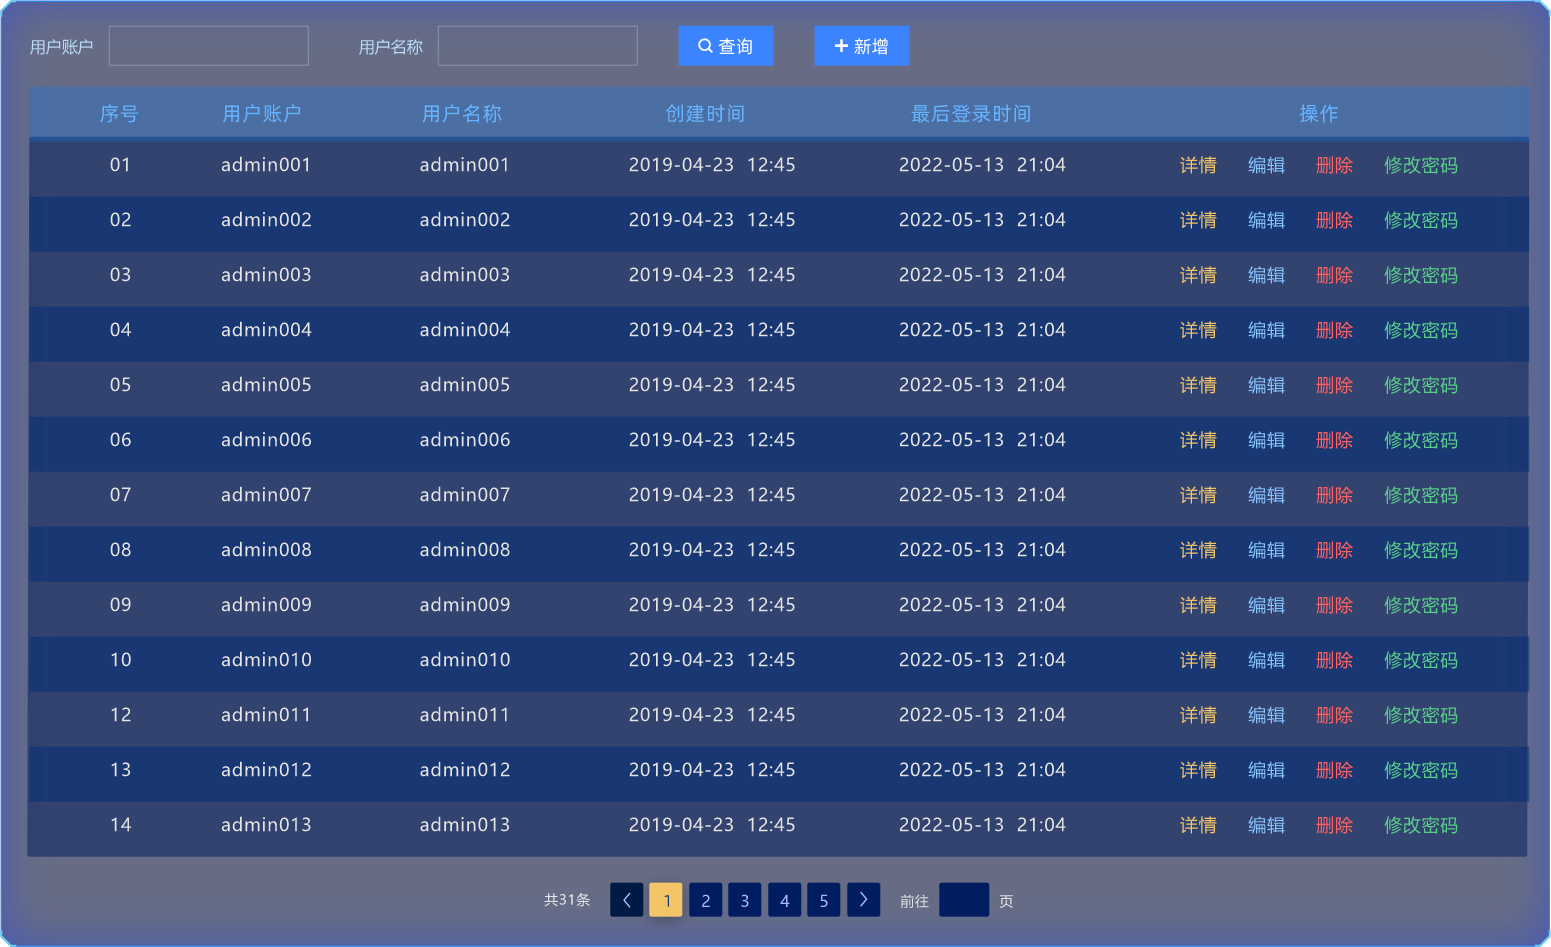 用户账户 用户名称 查询 新增
序号 用户账户 用户名称 创建时间 最后登录时间 操作
01 admin001 admin001 2019-04-23 12:45 2022-05-13 21:04 详情 编辑 删除 修改密码
02 admin002 admin002 2019-04-23 12:45 2022-05-13 21:04 详情 编辑 删除 修改密码
03 admin003 admin003 2019-04-23 12:45 2022-05-13 21:04 详情 编辑 删除 修改密码
04 admin004 admin004 2019-04-23 12:45 2022-05-13 21:04 详情 编辑 删除 修改密码
05 admin005 admin005 2019-04-23 12:45 2022-05-13 21:04 详情 编辑 删除 修改密码
06 admin006 admin006 2019-04-23 12:45 2022-05-13 21:04 详情 编辑 删除 修改密码
07 admin007 admin007 2019-04-23 12:45 2022-05-13 21:04 详情 编辑 删除 修改密码
08 admin008 admin008 2019-04-23 12:45 2022-05-13 21:04 详情 编辑 删除 修改密码
09 admin009 admin009 2019-04-23 12:45 2022-05-13 21:04 详情 编辑 删除 修改密码
10 admin010 admin010 2019-04-23 12:45 2022-05-13 21:04 详情 编辑 删除 修改密码
12 admin011 admin011 2019-04-23 12:45 2022-05-13 21:04 详情 编辑 删除 修改密码
13 admin012 admin012 2019-04-23 12:45 2022-05-13 21:04 详情 编辑 删除 修改密码
14 admin013 admin013 2019-04-23 12:45 2022-05-13 21:04 详情 编辑 删除 修改密码
共31条 1 2 3 4 5 前往 页